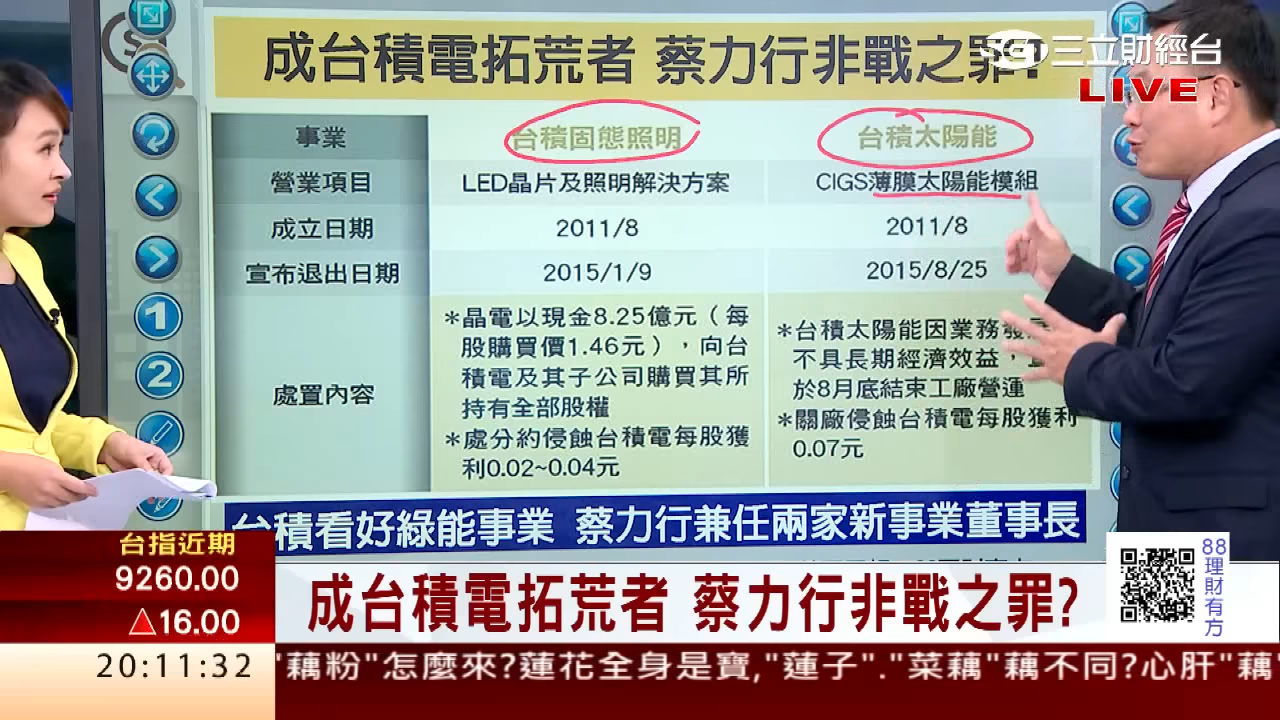 成台積電拓荒者 蔡力行非戰之罪?
三立財經台
LIVE
事業
台積固態照明
台積太陽能
營業項目
LED晶片及照明解決方案
CIGS薄膜太陽能模組
成立日期
2011/8
2011/8
宣布退出日期
2015/1/9
2015/8/25
處置內容
*晶電以現金8.25億元(每
股購買價1.46元),向台
積電及其子公司購買其所
持有全部股權
*處分約侵蝕台積電每股獲
利0.02~0.04元
*台積太陽能因業務發
不具長期經濟效益,
於8月底結束工廠營運
*關廠侵蝕台積電每股獲利
0.07元
1
2
台積看好綠能事業 蔡力行兼任兩家新事業董事長
台指近期
9260.00
△16.00
成台積電拓荒者 蔡力行非戰之罪?
88理財有方
20:11:32
"藕粉"怎麼來?蓮花全身是寶,"蓮子"."菜藕"藕不同?心肝"藕"